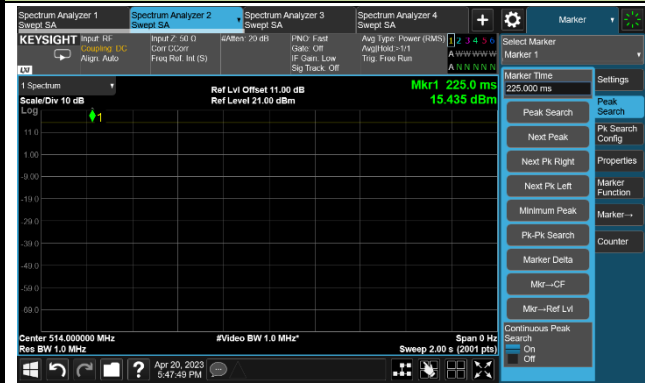 Spectrum Analyzer 1
Swept SA
Spectrum Analyzer 2
Swept SA
Spectrum Analyzer 3
Swept SA
Spectrum Analyzer 4
Swept SA
+
Marker
KEYSIGHT
LXI
Input: RF
Coupling: DC
Align: Auto
Input Z: 50 Ω
Corr CCorr
Freq Ref: Int (S)
#Atten: 20 dB
PNO: Fast
Gate: Off
IF Gain: Low
Sig Track: Off
Avg Type: Power (RMS)
Avg|Hold:>1/1
Trig: Free Run
1 2 3 4 5 6
A W W W W W
A N N N N N
Select Marker
Marker 1
1 Spectrum
Scale/Div 10 dB
Log
Ref Lvl Offset 11.00 dB
Ref Level 21.00 dBm
Mkr1 225.0 ms
15.435 dBm
1
11.0
1.00
-9.00
-19.0
-29.0
-39.0
-49.0
-59.0
-69.0
Center 514.000000 MHz
Res BW 1.0 MHz
#Video BW 1.0 MHz*
Span 0 Hz
Sweep 2.00 s (2001 pts)
Marker Time
225.000 ms
Peak Search
Next Peak
Next Pk Right
Next Pk Left
Minimum Peak
Pk-Pk Search
Marker Delta
Mkr→CF
Mkr→Ref Lvl
Continuous Peak
Search
On
Off
Settings
Peak
Search
Pk Search
Config
Properties
Marker
Function
Marker→
Counter
?
Apr 20, 2023
5:47:49 PM